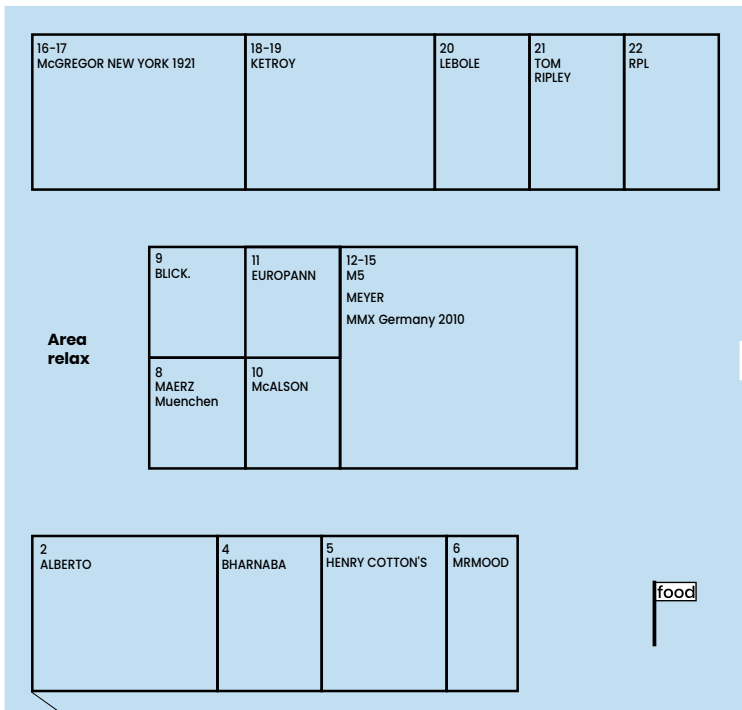 16-17
McGREGOR NEW YORK 1921
18-19
KETROY
20
LEBOLE
21
TOM
RIPLEY
22
RPL
9
BLICK.
11
EUROPANN
12-15
M5
MEYER
MMX Germany 2010
Area
relax
8
MAERZ
Muenchen
10
McALSON
2
ALBERTO
4
BHARNABA
5
HENRY COTTON'S
6
MRMOOD
food